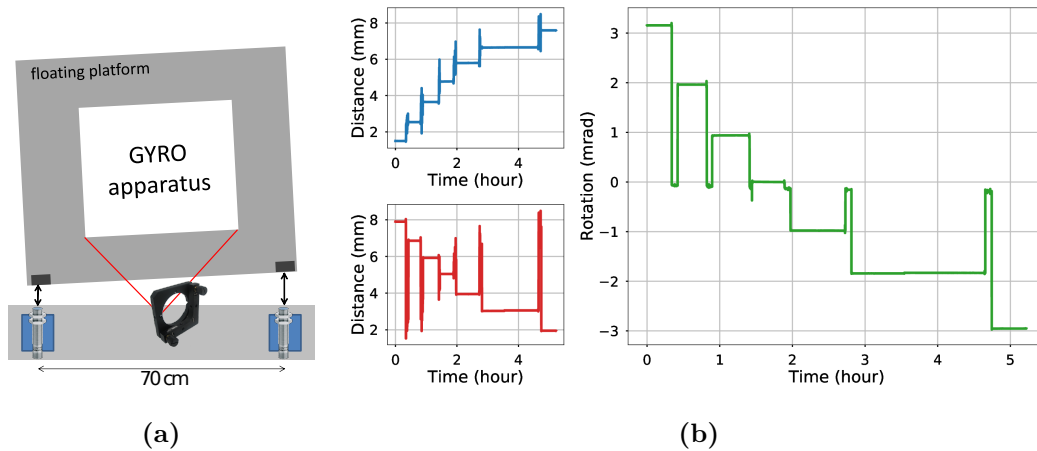 floating platform
GYRO
apparatus
70 cm
(a)
Distance (mm)
8
6
4
2
0 2 4
Time (hour)
Distance (mm)
8
6
4
2
0 2 4
Time (hour)
Rotation (mrad)
3
2
1
0
−1
−2
−3
0 1 2 3 4 5
Time (hour)
(b)